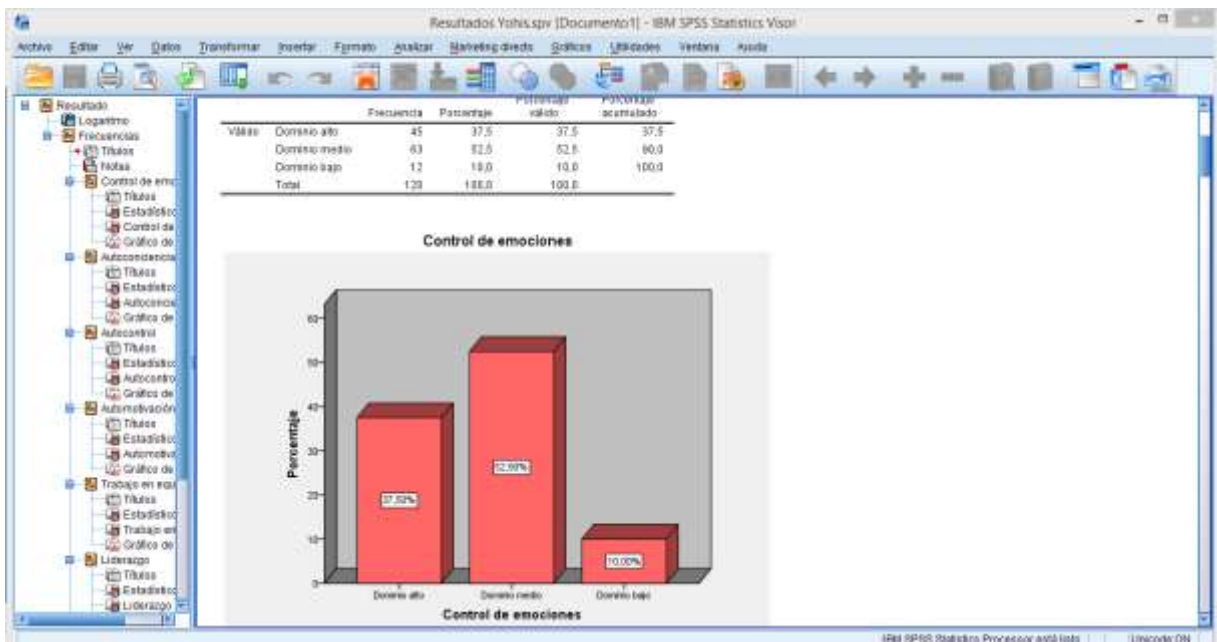 Resultados Yohis.spv [Documento1] - IBM SPSS Statistics Visor
Archivo Editar Ver Datos Transformar Insertar Formato Analizar Marketing directo Gráficos Utilidades Ventana Ayuda
Resultado
Logaritmo
Frecuencias
Títulos
Notas
Control de emo
Títulos
Estadístico
Control de
Gráfico de
Autoconciencia
Títulos
Estadístico
Autoconcie
Gráfico de
Autocontrol
Títulos
Estadístico
Autocontro
Gráfico de
Automotivación
Títulos
Estadístico
Automotiva
Gráfico de
Trabajo en equ
Títulos
Estadístico
Trabajo en
Gráfico de
Liderazgo
Títulos
Estadístico
Liderazgo
Frecuencia Porcentaje Porcentaje válido Porcentaje acumulado
Válido Dominio alto 45 37,5 37,5 37,5
Dominio medio 63 52,5 52,5 90,0
Dominio bajo 12 10,0 10,0 100,0
Total 120 100,0 100,0
Control de emociones
Porcentaje
60
50
40
30
20
10
0
37,50%
52,50%
10,00%
Dominio alto Dominio medio Dominio bajo
Control de emociones
IBM SPSS Statistics Processor está listo Unicode:ON